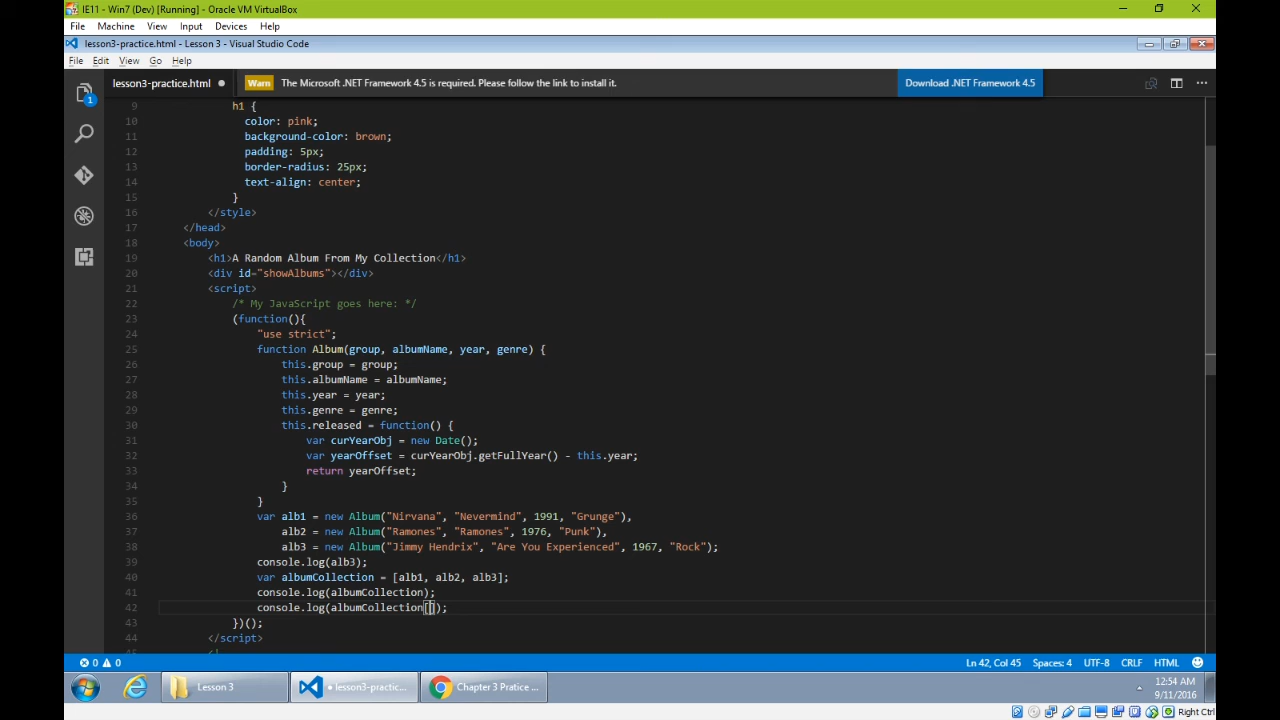 IE11 - Win7 (Dev) [Running] - Oracle VM VirtualBox
File Machine View Input Devices Help
lesson3-practice.html - Lesson 3 - Visual Studio Code
File Edit View Go Help
lesson3-practice.html Warn The Microsoft .NET Framework 4.5 is required. Please follow the link to install it. Download .NET Framework 4.5
1
9 h1 {
10 color: pink;
11 background-color: brown;
12 padding: 5px;
13 border-radius: 25px;
14 text-align: center;
15 }
16 </style>
17 </head>
18 <body>
19 <h1>A Random Album From My Collection</h1>
20 <div id="showAlbums"></div>
21 <script>
22 /* My JavaScript goes here: */
23 (function(){
24 "use strict";
25 function Album(group, albumName, year, genre) {
26 this.group = group;
27 this.albumName = albumName;
28 this.year = year;
29 this.genre = genre;
30 this.released = function() {
31 var curYearObj = new Date();
32 var yearOffset = curYearObj.getFullYear() - this.year;
33 return yearOffset;
34 }
35 }
36 var alb1 = new Album("Nirvana", "Nevermind", 1991, "Grunge"),
37 alb2 = new Album("Ramones", "Ramones", 1976, "Punk"),
38 alb3 = new Album("Jimmy Hendrix", "Are You Experienced", 1967, "Rock");
39 console.log(alb3);
40 var albumCollection = [alb1, alb2, alb3];
41 console.log(albumCollection);
42 console.log(albumCollection[]);
43 })();
44 </script>
0 0 Ln 42, Col 45 Spaces: 4 UTF-8 CRLF HTML
Lesson 3 lesson3-practic... Chapter 3 Pratice ... 12:54 AM
9/11/2016
Right Ctrl